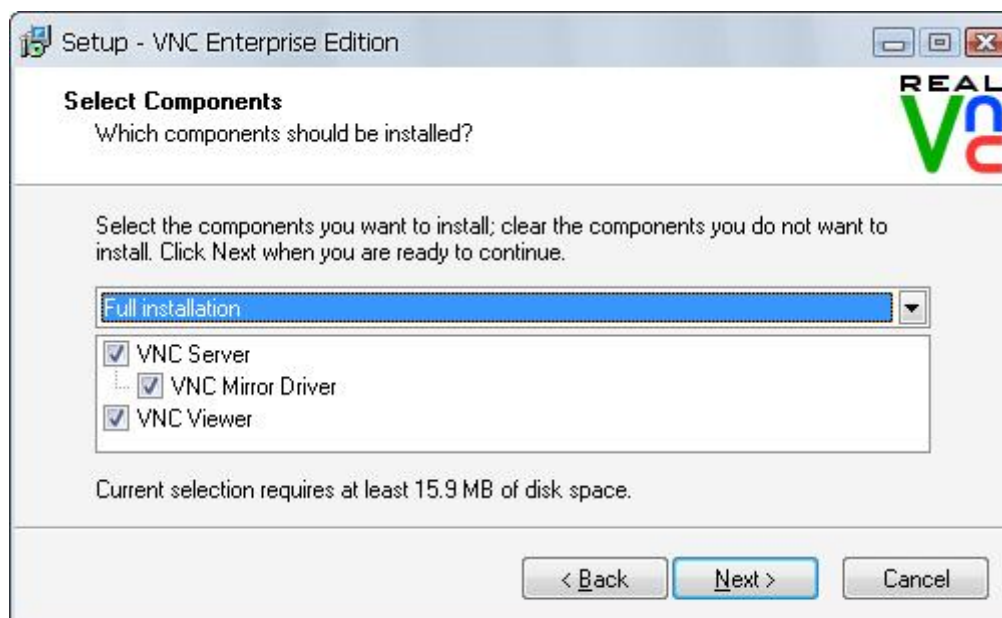 Setup - VNC Enterprise Edition
REAL
Select Components
VNC
Which components should be installed?
Select the components you want to install; clear the components you do not want to
install. Click Next when you are ready to continue.
Full installation
VNC Server
VNC Mirror Driver
VNC Viewer
Current selection requires at least 15.9 MB of disk space.
< Back Next > Cancel